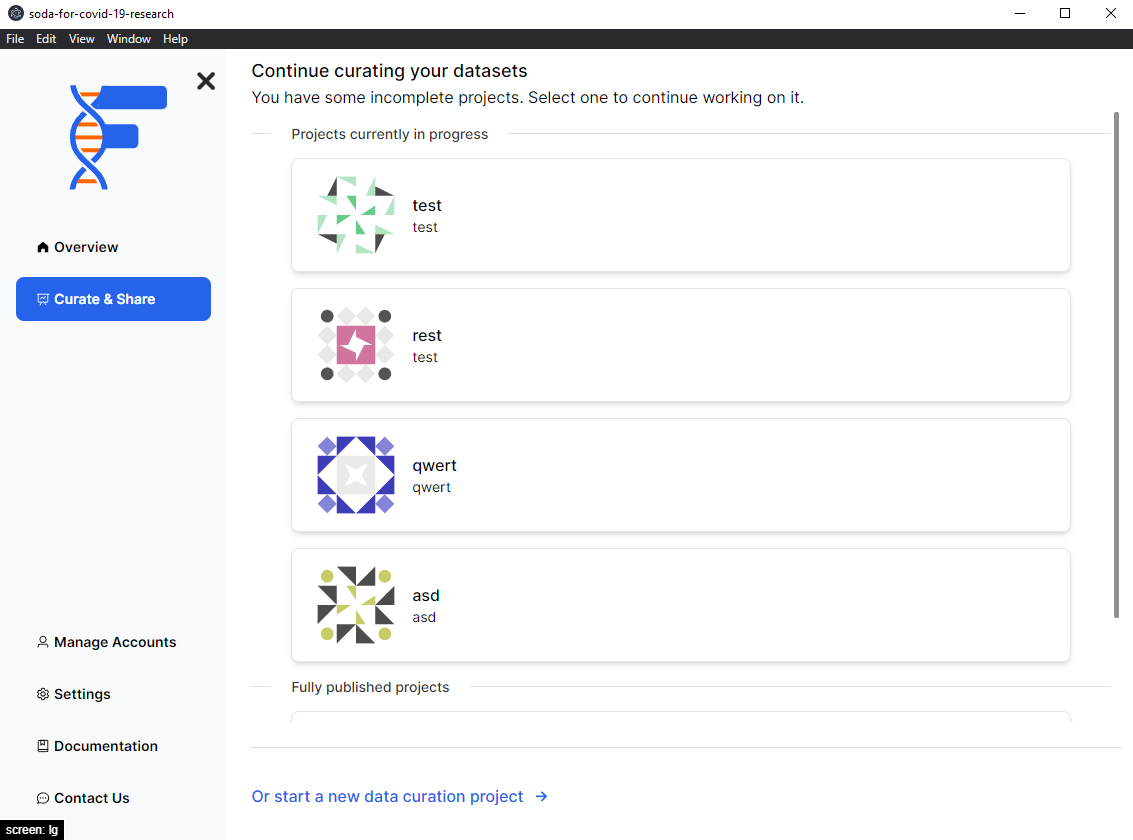 soda-for-covid-19-research
File Edit View Window Help
Overview
Curate & Share
Manage Accounts
Settings
Documentation
Contact Us
screen: lg
Continue curating your datasets
You have some incomplete projects. Select one to continue working on it.
Projects currently in progress
test
test
rest
test
qwert
qwert
asd
asd
Fully published projects
Or start a new data curation project →